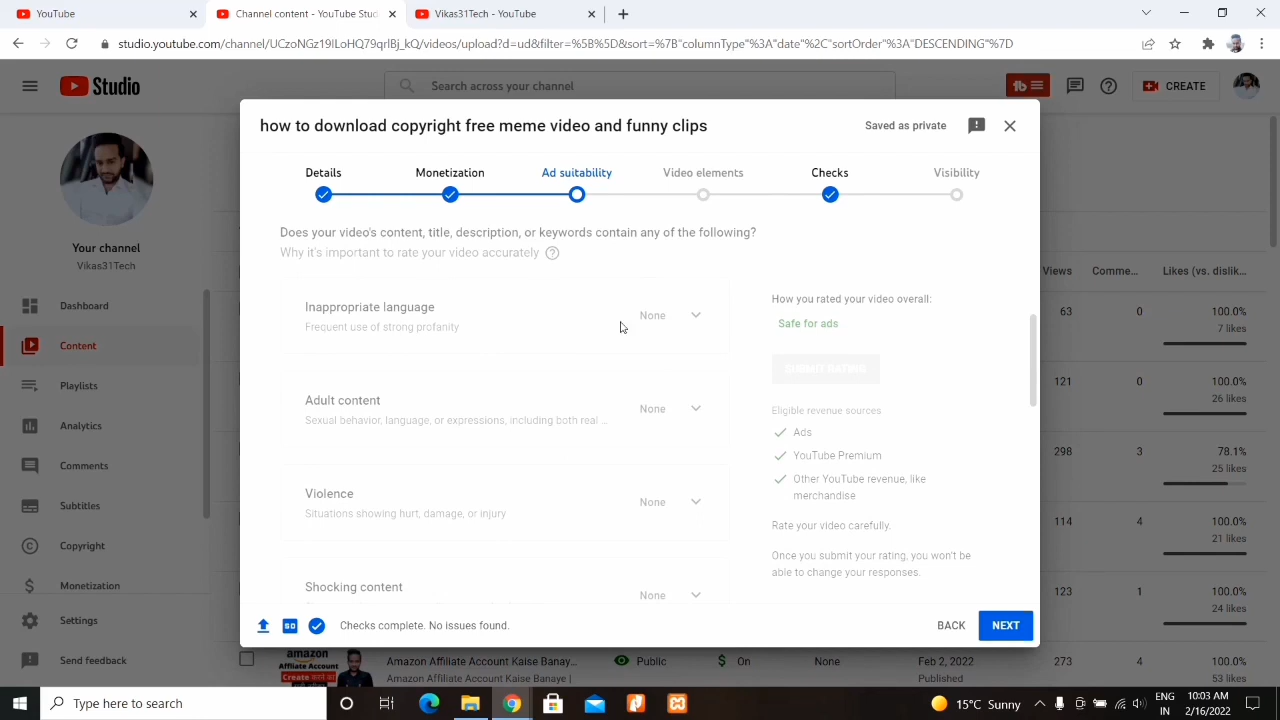 YouTube
Channel content - YouTube Studi
Vikas31TecH - YouTube
studio.youtube.com/channel/UCzoNGz19ILoHQ79qrlBj_kQ/videos/upload?d=ud&filter=%5B%5D&sort=%7B"columnType"%3A"date"%2C"sortOrder"%3A"DESCENDING"%7D
Studio
Search across your channel
CREATE
how to download copyright free meme video and funny clips
Saved as private
Details
Monetization
Ad suitability
Video elements
Checks
Visibility
Your channel
Vikas31Tech
Dashboard
Content
Playlists
Analytics
Comments
Subtitles
Copyright
Monetization
Settings
Send feedback
Does your video's content, title, description, or keywords contain any of the following?
Why it's important to rate your video accurately
Inappropriate language
Frequent use of strong profanity
None
Adult content
Sexual behavior, language, or expressions, including both real ...
None
Violence
Situations showing hurt, damage, or injury
None
Shocking content
None
How you rated your video overall:
Safe for ads
SUBMIT RATING
Eligible revenue sources
Ads
YouTube Premium
Other YouTube revenue, like
merchandise
Rate your video carefully.
Once you submit your rating, you won't be
able to change your responses.
Views
Comme...
Likes (vs. dislik...
63
0
100.0%
7 likes
121
0
100.0%
26 likes
298
3
78.1%
25 likes
114
4
100.0%
21 likes
123
1
100.0%
24 likes
Checks complete. No issues found.
BACK
NEXT
amazon
Affiliate Account
Create
Amazon Affiliate Account Kaise Banay...
Amazon Affiliate Account Kaise Banaye |
Public
On
None
Feb 2, 2022
Published
273
4
100.0%
53 likes
Type here to search
15°C Sunny
ENG
IN
10:03 AM
2/16/2022